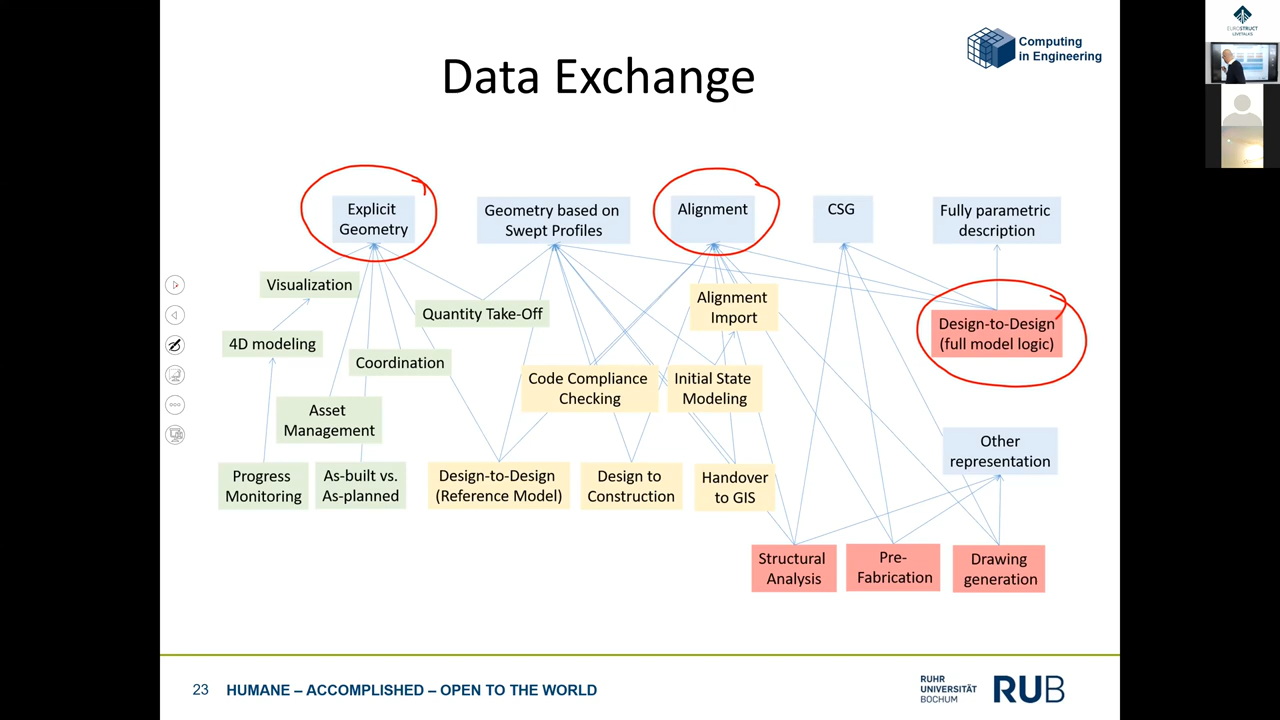 Data Exchange
Computing
in Engineering
EUROSTRUCT
LIVETALKS
Explicit
Geometry
Geometry based on
Swept Profiles
Alignment
CSG
Fully parametric
description
Visualization
Quantity Take-Off
Alignment
Import
Design-to-Design
(full model logic)
4D modeling
Coordination
Code Compliance
Checking
Initial State
Modeling
Asset
Management
Other
representation
Progress
Monitoring
As-built vs.
As-planned
Design-to-Design
(Reference Model)
Design to
Construction
Handover
to GIS
Structural
Analysis
Pre-
Fabrication
Drawing
generation
23 HUMANE – ACCOMPLISHED – OPEN TO THE WORLD
RUHR
UNIVERSITÄT
BOCHUM
RUB